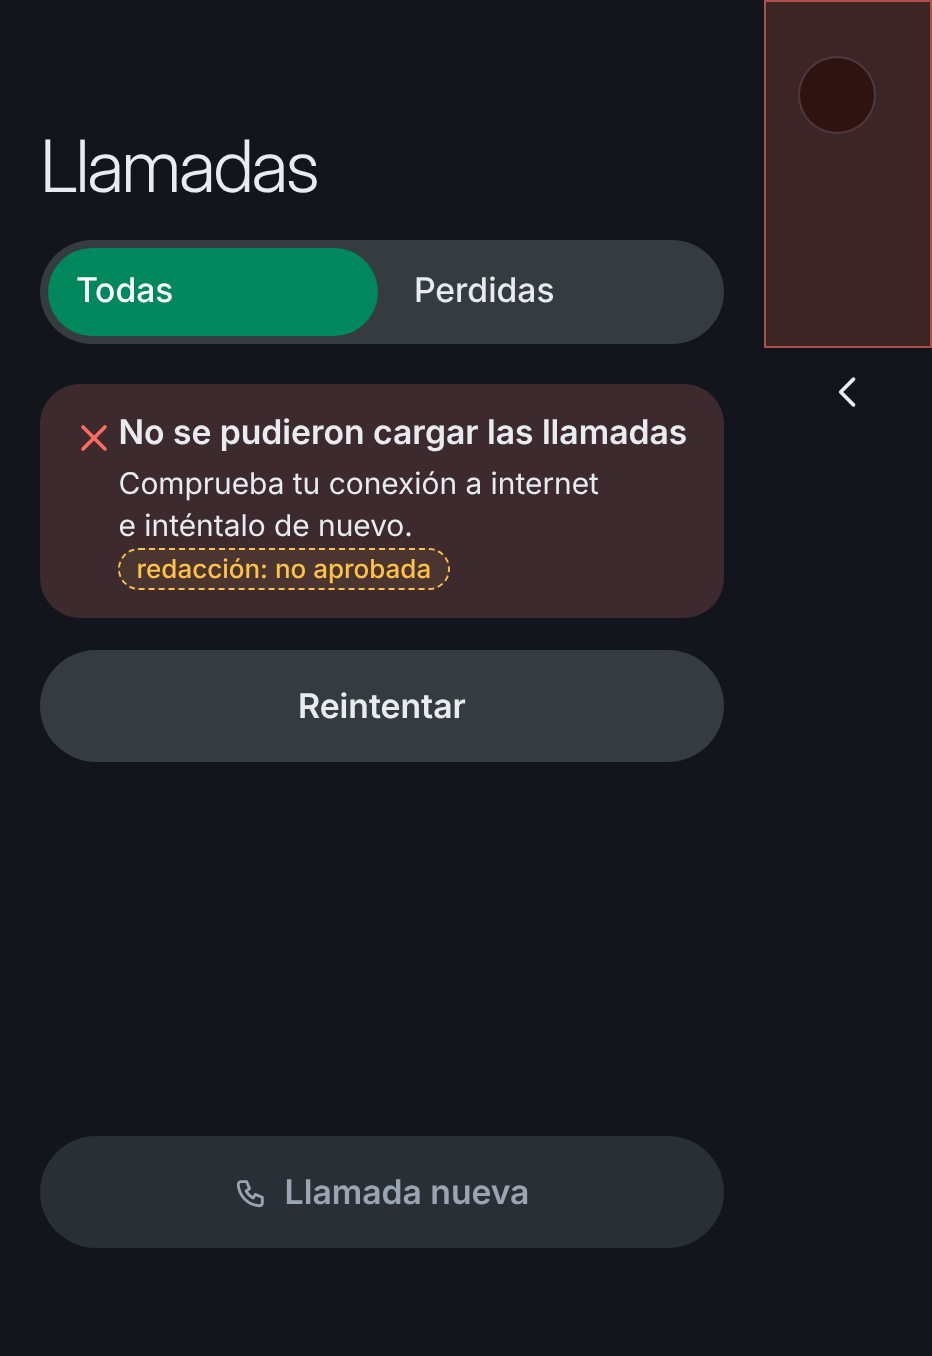 Llamadas
Todas
Perdidas
No se pudieron cargar las llamadas
Comprueba tu conexión a internet
e inténtalo de nuevo.
redacción: no aprobada
Reintentar
Llamada nueva